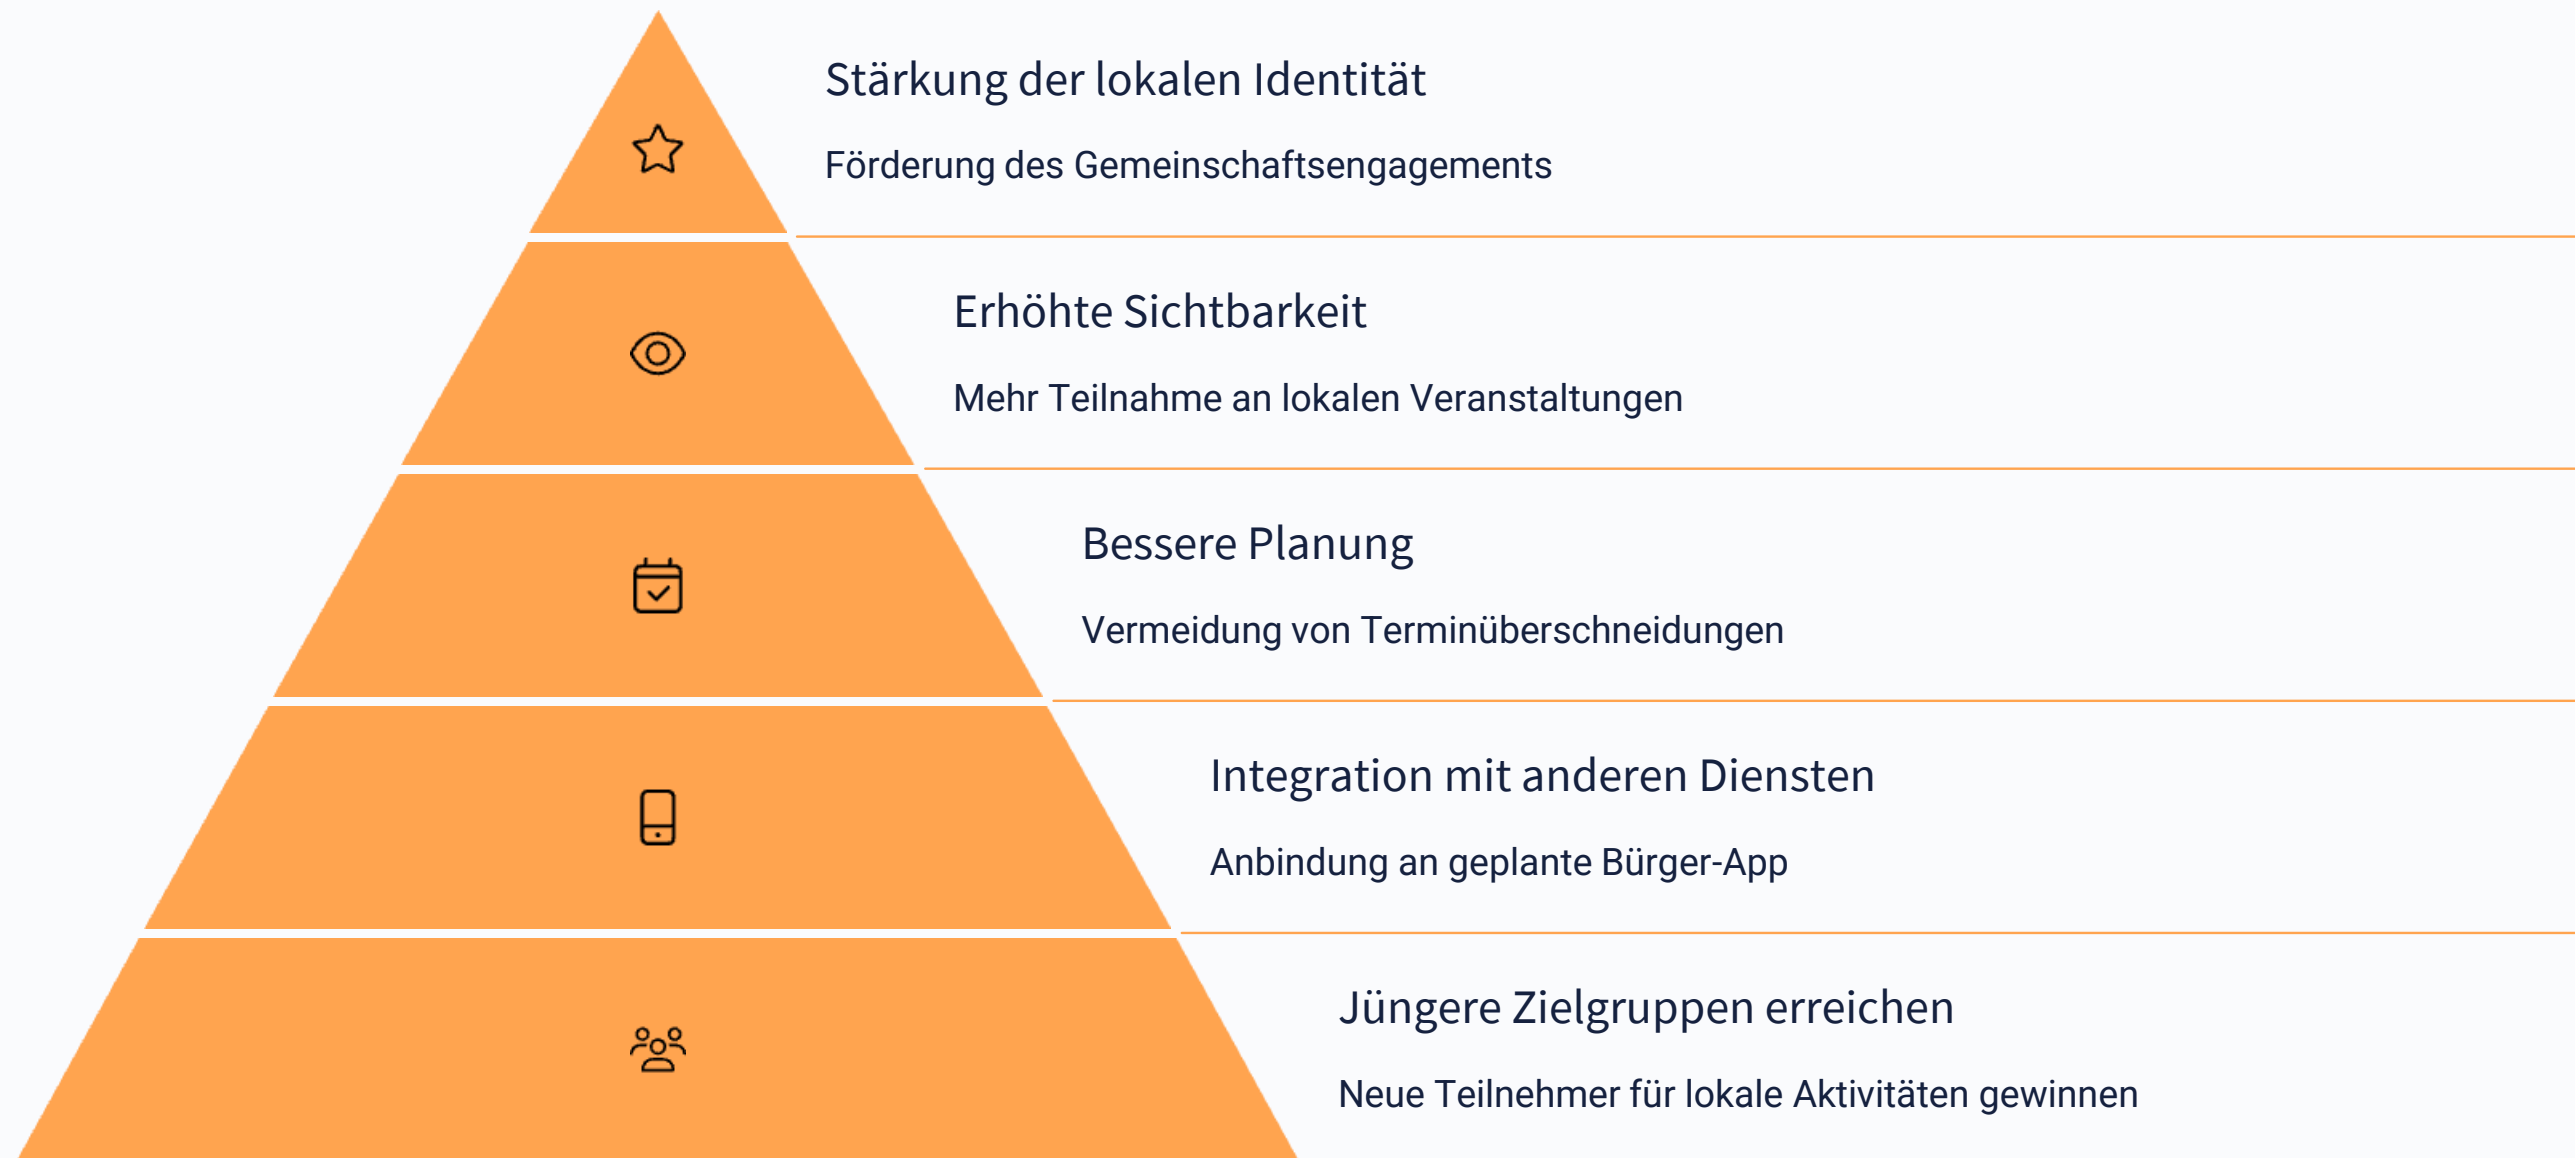 Stärkung der lokalen Identität
Förderung des Gemeinschaftsengagements
Erhöhte Sichtbarkeit
Mehr Teilnahme an lokalen Veranstaltungen
Bessere Planung
Vermeidung von Terminüberschneidungen
Integration mit anderen Diensten
Anbindung an geplante Bürger-App
Jüngere Zielgruppen erreichen
Neue Teilnehmer für lokale Aktivitäten gewinnen